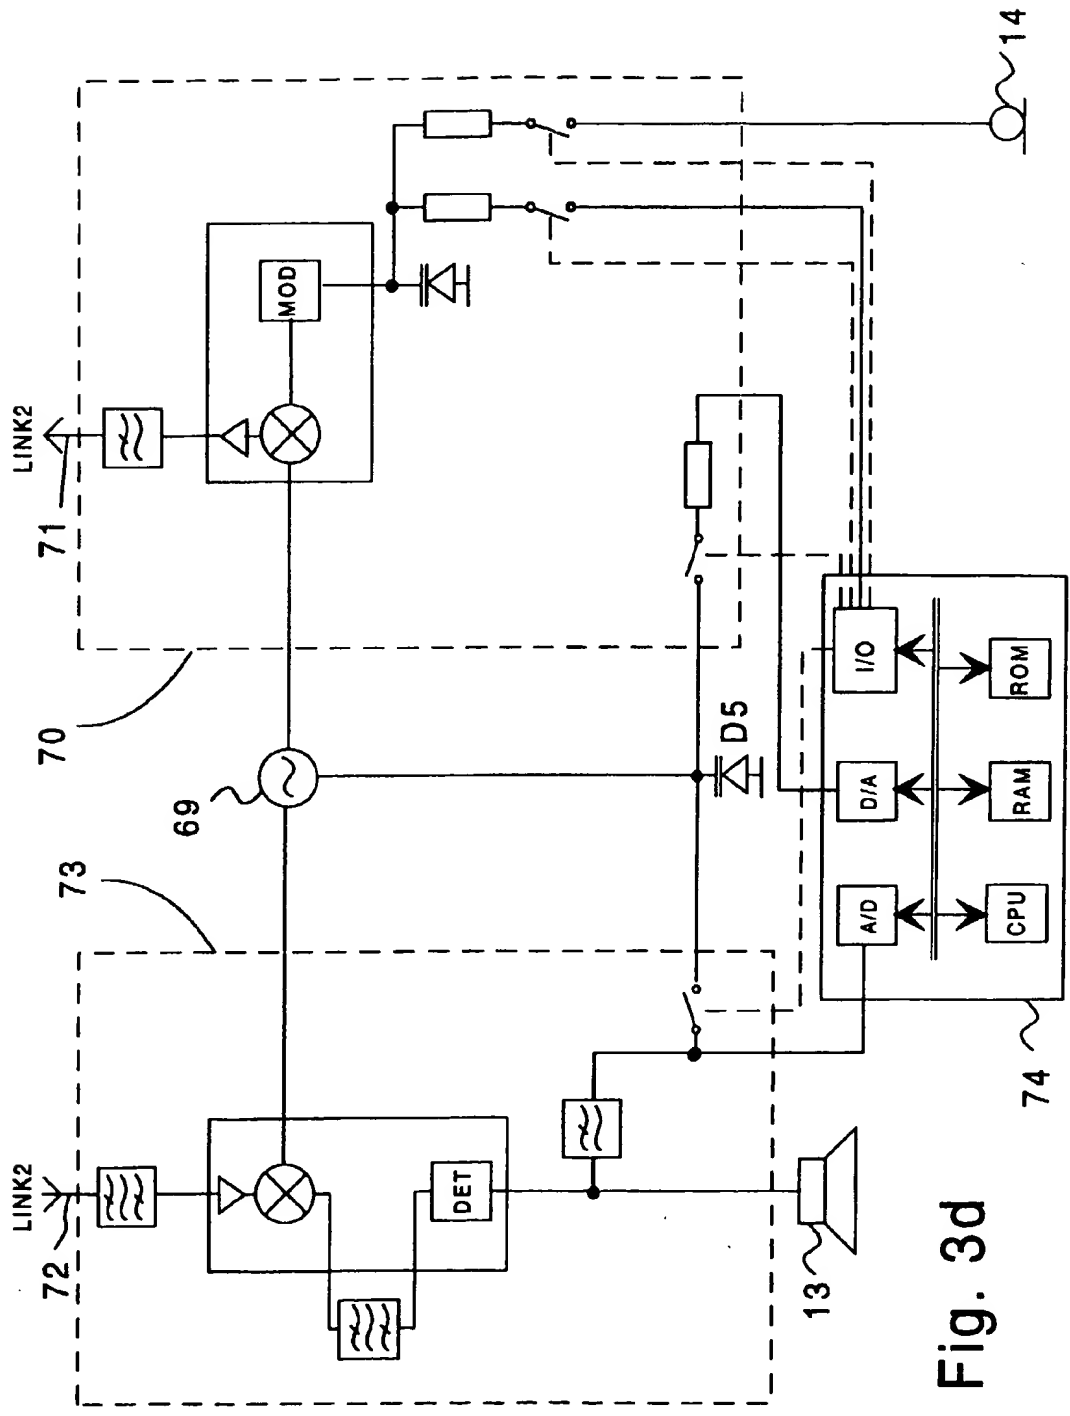 LINK2
72
73
DET
13
69
LINK2
71
70
MOD
14
D5
A/D
D/A
I/O
CPU
RAM
ROM
74
Fig. 3d